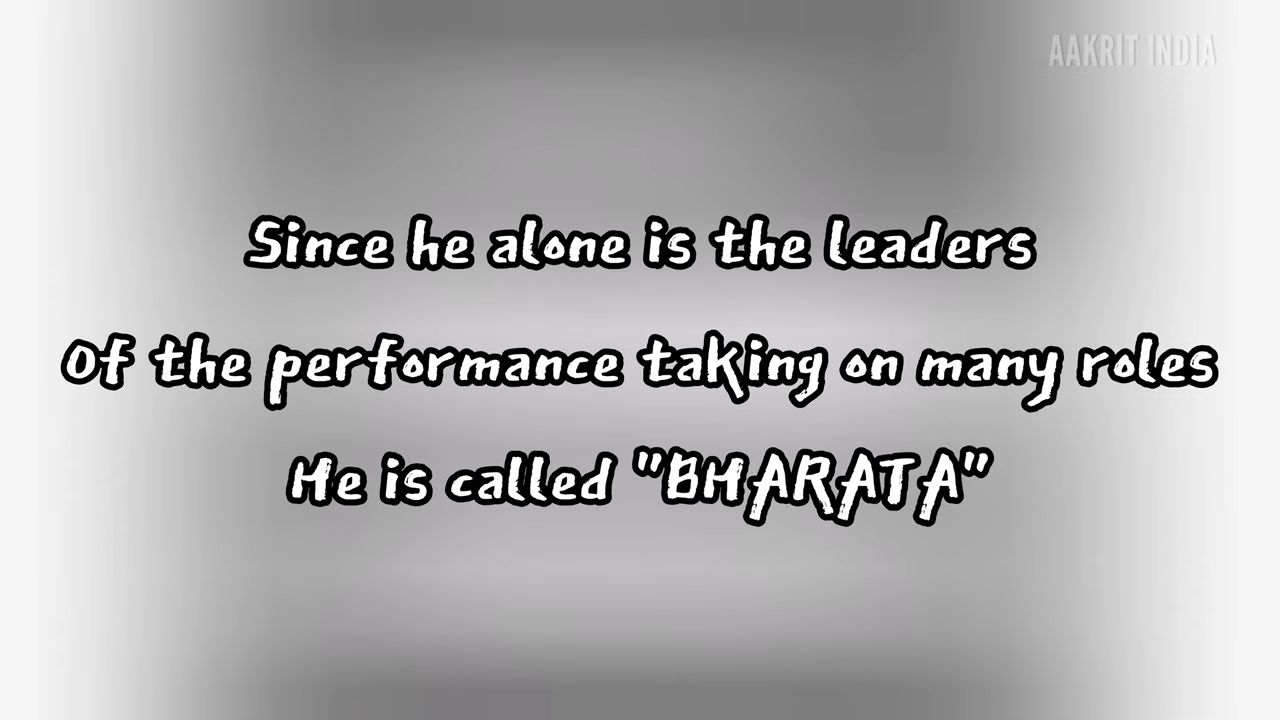 AAKRIT INDIA
Since he alone is the leaders
Of the performance taking on many roles
He is called "BHARATA"